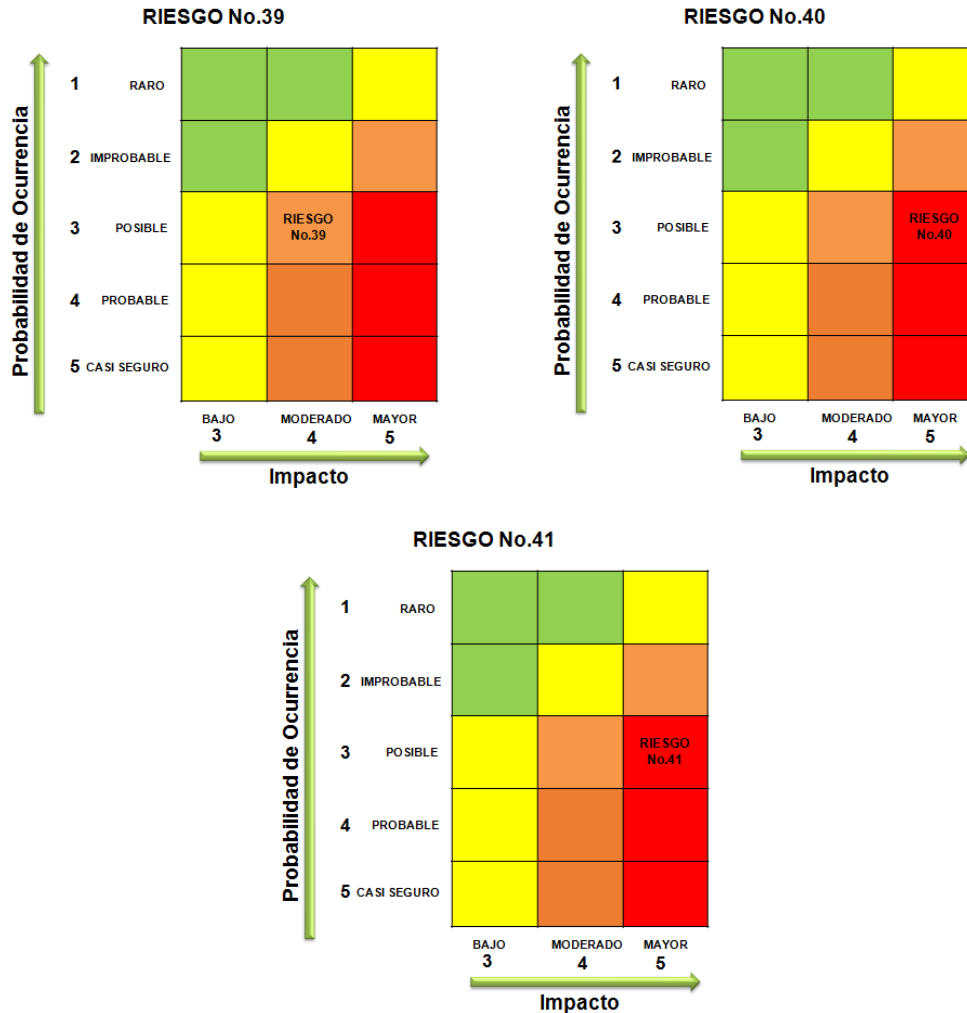 RIESGO No.39
Probabilidad de Ocurrencia
1 RARO
2 IMPROBABLE
3 POSIBLE
RIESGO
No.39
4 PROBABLE
5 CASI SEGURO
BAJO MODERADO MAYOR
3 4 5
Impacto
RIESGO No.40
Probabilidad de Ocurrencia
1 RARO
2 IMPROBABLE
3 POSIBLE
RIESGO
No.40
4 PROBABLE
5 CASI SEGURO
BAJO MODERADO MAYOR
3 4 5
Impacto
RIESGO No.41
Probabilidad de Ocurrencia
1 RARO
2 IMPROBABLE
3 POSIBLE
RIESGO
No.41
4 PROBABLE
5 CASI SEGURO
BAJO MODERADO MAYOR
3 4 5
Impacto